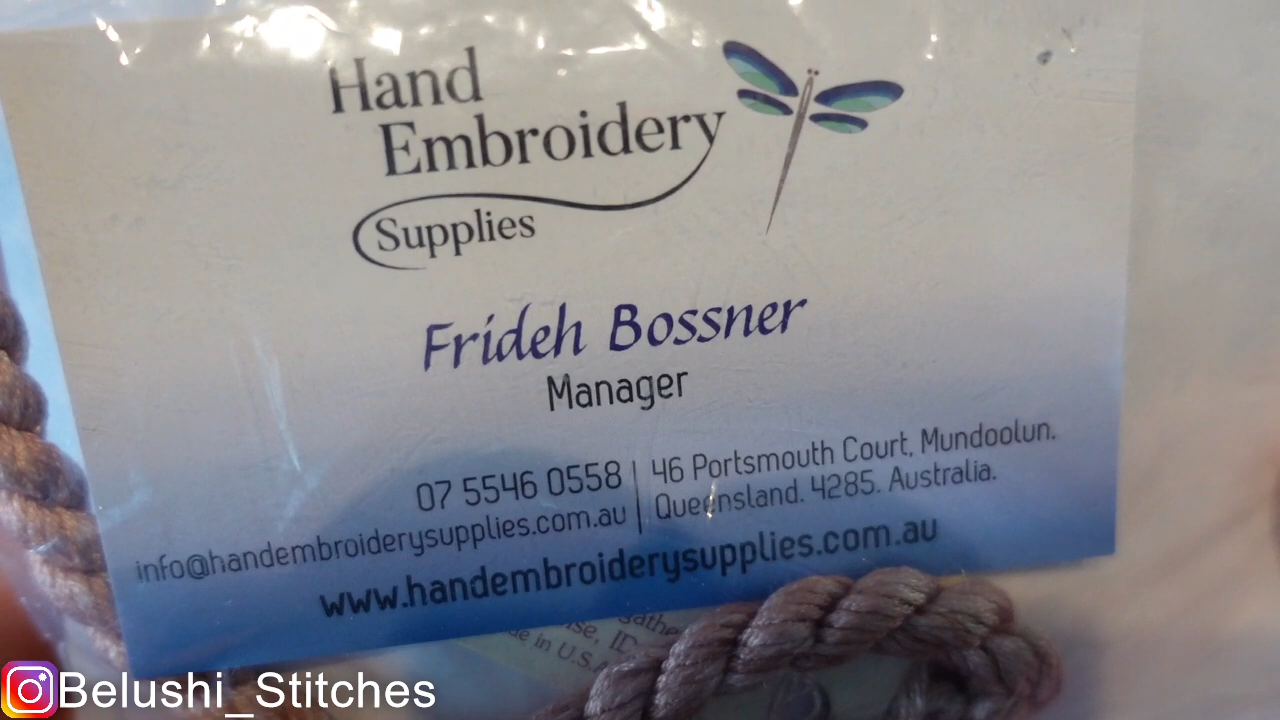 Hand
Embroidery
Supplies
Frideh Bossner
Manager
07 5546 0558 | 46 Portsmouth Court, Mundoolun.
info@handembroiderysupplies.com.au | Queensland. 4285. Australia.
www.handembroiderysupplies.com.au
in U.S.A
Belushi_Stitches